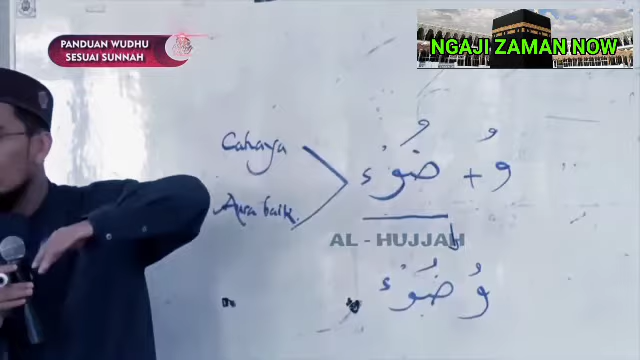 PANDUAN WUDHU
SESUAI SUNNAH
NGAJI ZAMAN NOW
Cahaya
وُ + ضُوْء
Aura baik.
AL - HUJJAH
وُضُوْء